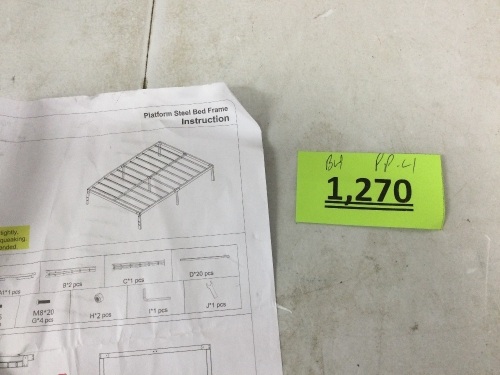 Platform Steel Bed Frame
Instruction
BH PP.41
1,270
B*2 pcs
C*1 pcs
D*20 pcs
M8*20
G*4 pcs
H*2 pcs
I*1 pcs
J*1 pcs